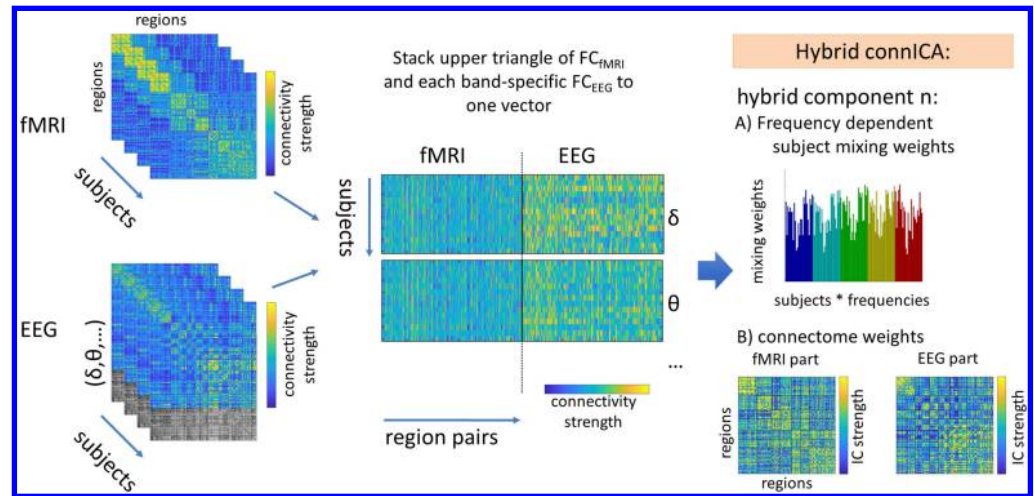 regions
regions
fMRI
connectivity
strength
subjects
EEG
(δ,θ,...)
connectivity
strength
subjects
Stack upper triangle of FCfMRI
and each band-specific FCEEG to
one vector
fMRI
EEG
subjects
δ
θ
...
connectivity
strength
region pairs
Hybrid connICA:
hybrid component n:
A) Frequency dependent
subject mixing weights
mixing weights
subjects * frequencies
B) connectome weights
fMRI part
EEG part
regions
IC strength
IC strength
regions